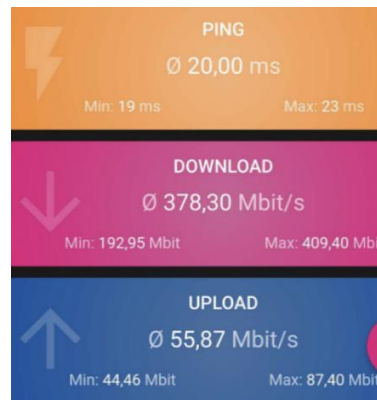 PING
Ø 20,00 ms
Min: 19 ms Max: 23 ms
DOWNLOAD
Ø 378,30 Mbit/s
Min: 192,95 Mbit Max: 409,40 Mbi
UPLOAD
Ø 55,87 Mbit/s
Min: 44,46 Mbit Max: 87,40 Mbit